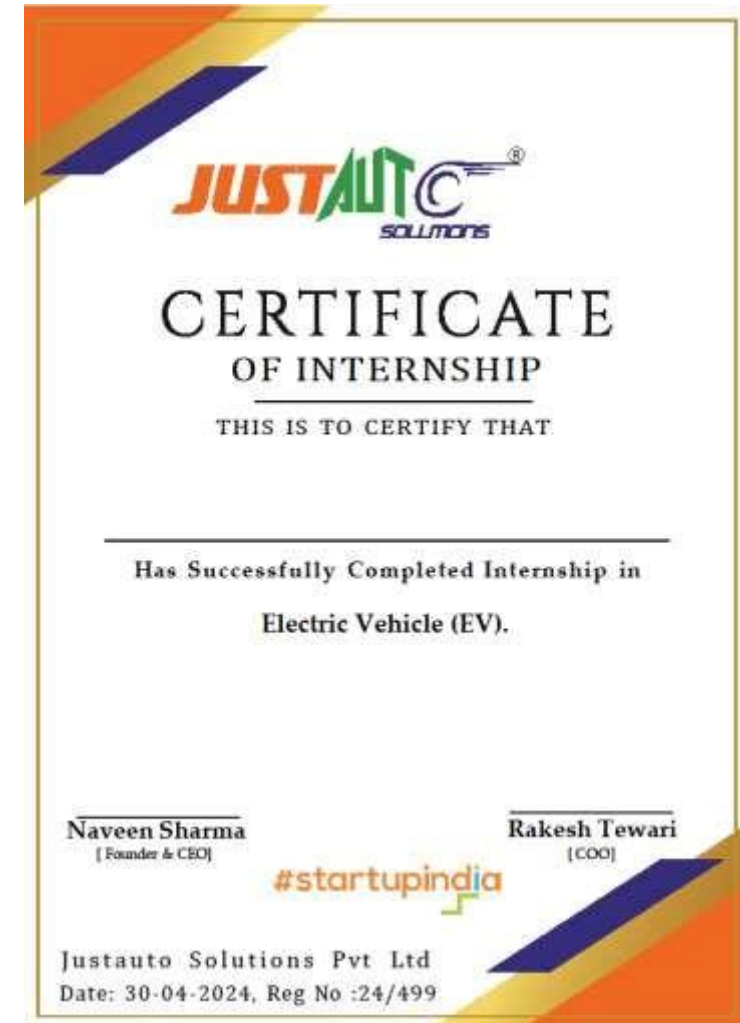 JUSTAUTO ®
SOLUTIONS
CERTIFICATE
OF INTERNSHIP
THIS IS TO CERTIFY THAT
Has Successfully Completed Internship in
Electric Vehicle (EV).
Naveen Sharma
[ Founder & CEO]
Rakesh Tewari
[COO]
#startupindia
Justauto Solutions Pvt Ltd
Date: 30-04-2024, Reg No :24/499